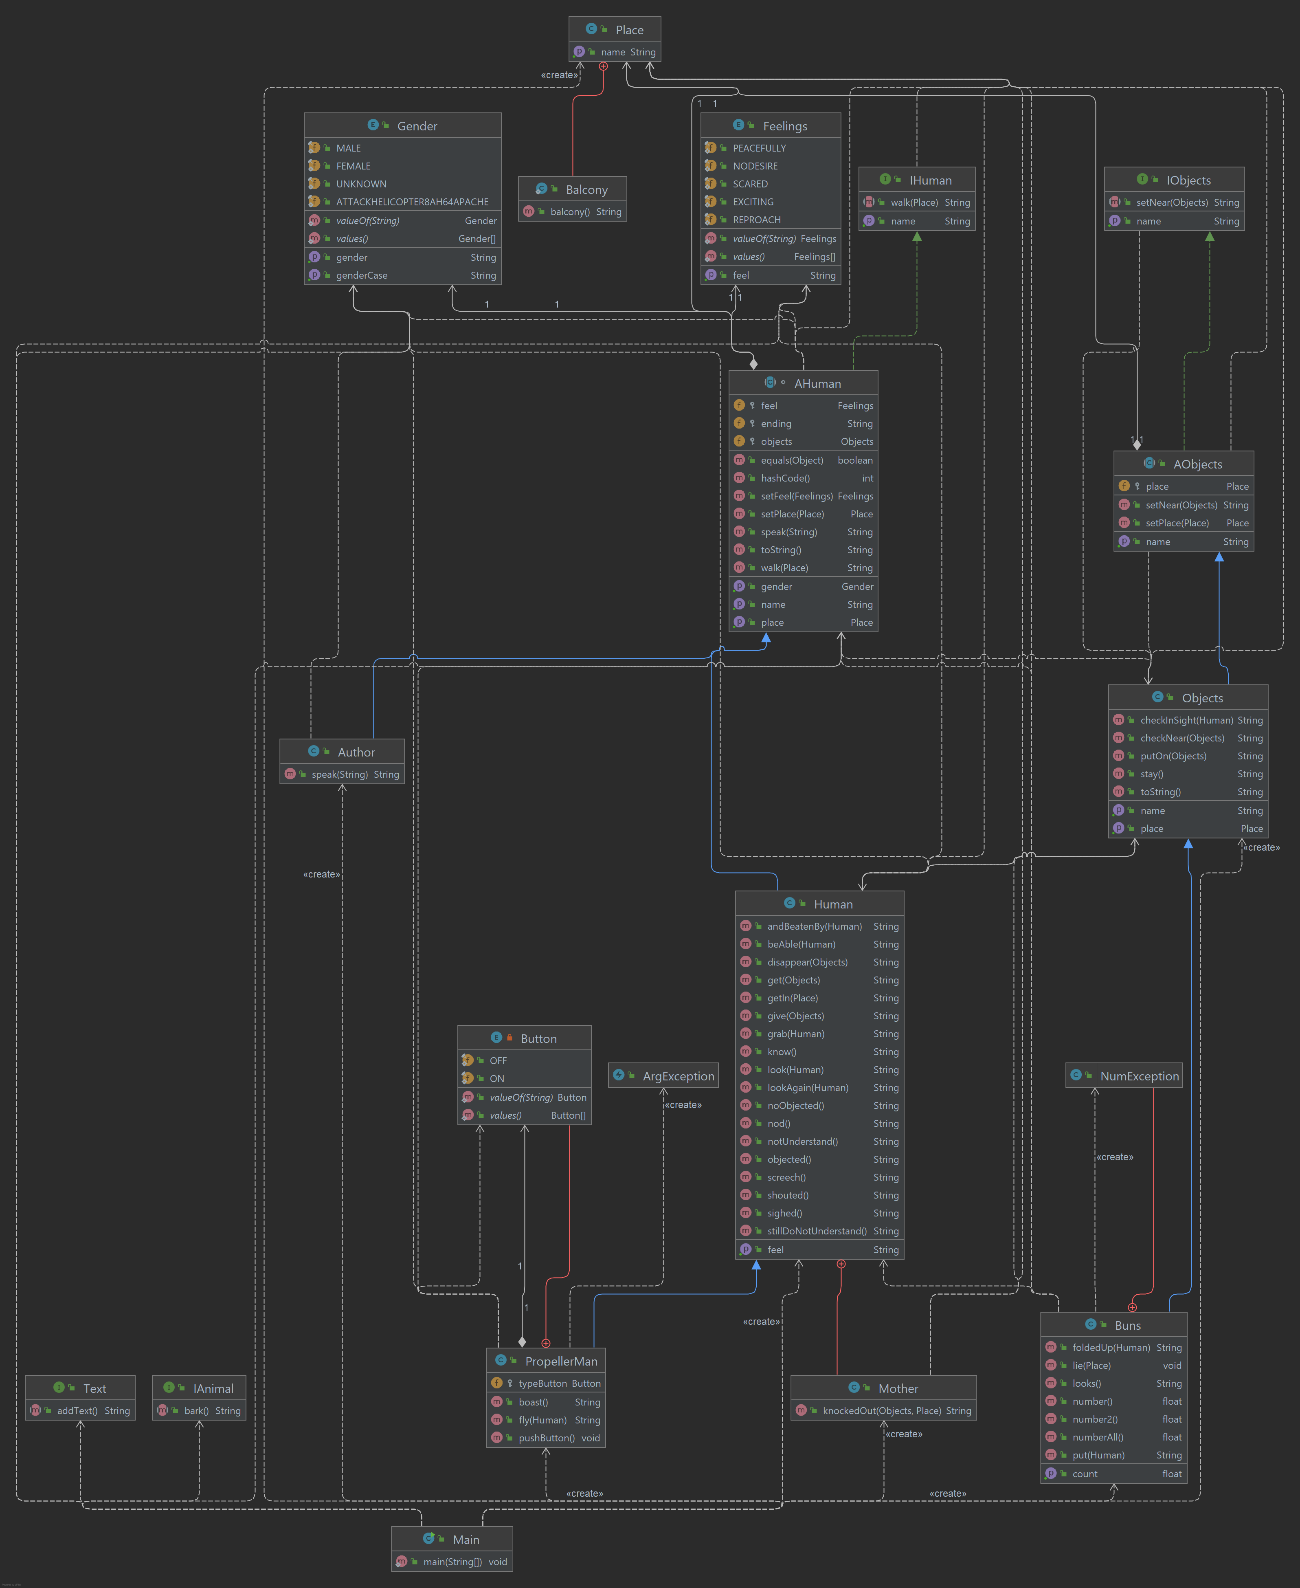 Place
name String
«create»
1 1
Gender
MALE
FEMALE
UNKNOWN
ATTACKHELICOPTER8AH64APACHE
valueOf(String) Gender
values() Gender[]
gender String
genderCase String
Balcony
balcony() String
Feelings
PEACEFULLY
NODESIRE
SCARED
EXCITING
REPROACH
valueOf(String) Feelings
values() Feelings[]
feel String
IHuman
walk(Place) String
name String
IObjects
setNear(Objects) String
name String
1 1 1 1
AHuman
feel Feelings
ending String
objects Objects
equals(Object) boolean
hashCode() int
setFeel(Feelings) Feelings
setPlace(Place) Place
speak(String) String
toString() String
walk(Place) String
gender Gender
name String
place Place
1 1
AObjects
place Place
setNear(Objects) String
setPlace(Place) Place
name String
Author
speak(String) String
Objects
checkInSight(Human) String
checkNear(Objects) String
putOn(Objects) String
stay() String
toString() String
name String
place Place
«create»
«create»
Human
andBeatenBy(Human) String
beAble(Human) String
disappear(Objects) String
get(Objects) String
getIn(Place) String
give(Objects) String
grab(Human) String
know() String
look(Human) String
lookAgain(Human) String
noObjected() String
nod() String
notUnderstand() String
objected() String
screech() String
shouted() String
sighed() String
stillDoNotUnderstand() String
feel String
Button
OFF
ON
valueOf(String) Button
values() Button[]
ArgException
«create»
NumException
«create»
1
1
«create»
PropellerMan
typeButton Button
boast() String
fly(Human) String
pushButton() void
Buns
foldedUp(Human) String
lie(Place) void
looks() String
number() float
number2() float
numberAll() float
put(Human) String
count float
Text
addText() String
IAnimal
bark() String
Mother
knockedOut(Objects, Place) String
«create»
«create»
«create»
Main
main(String[]) void